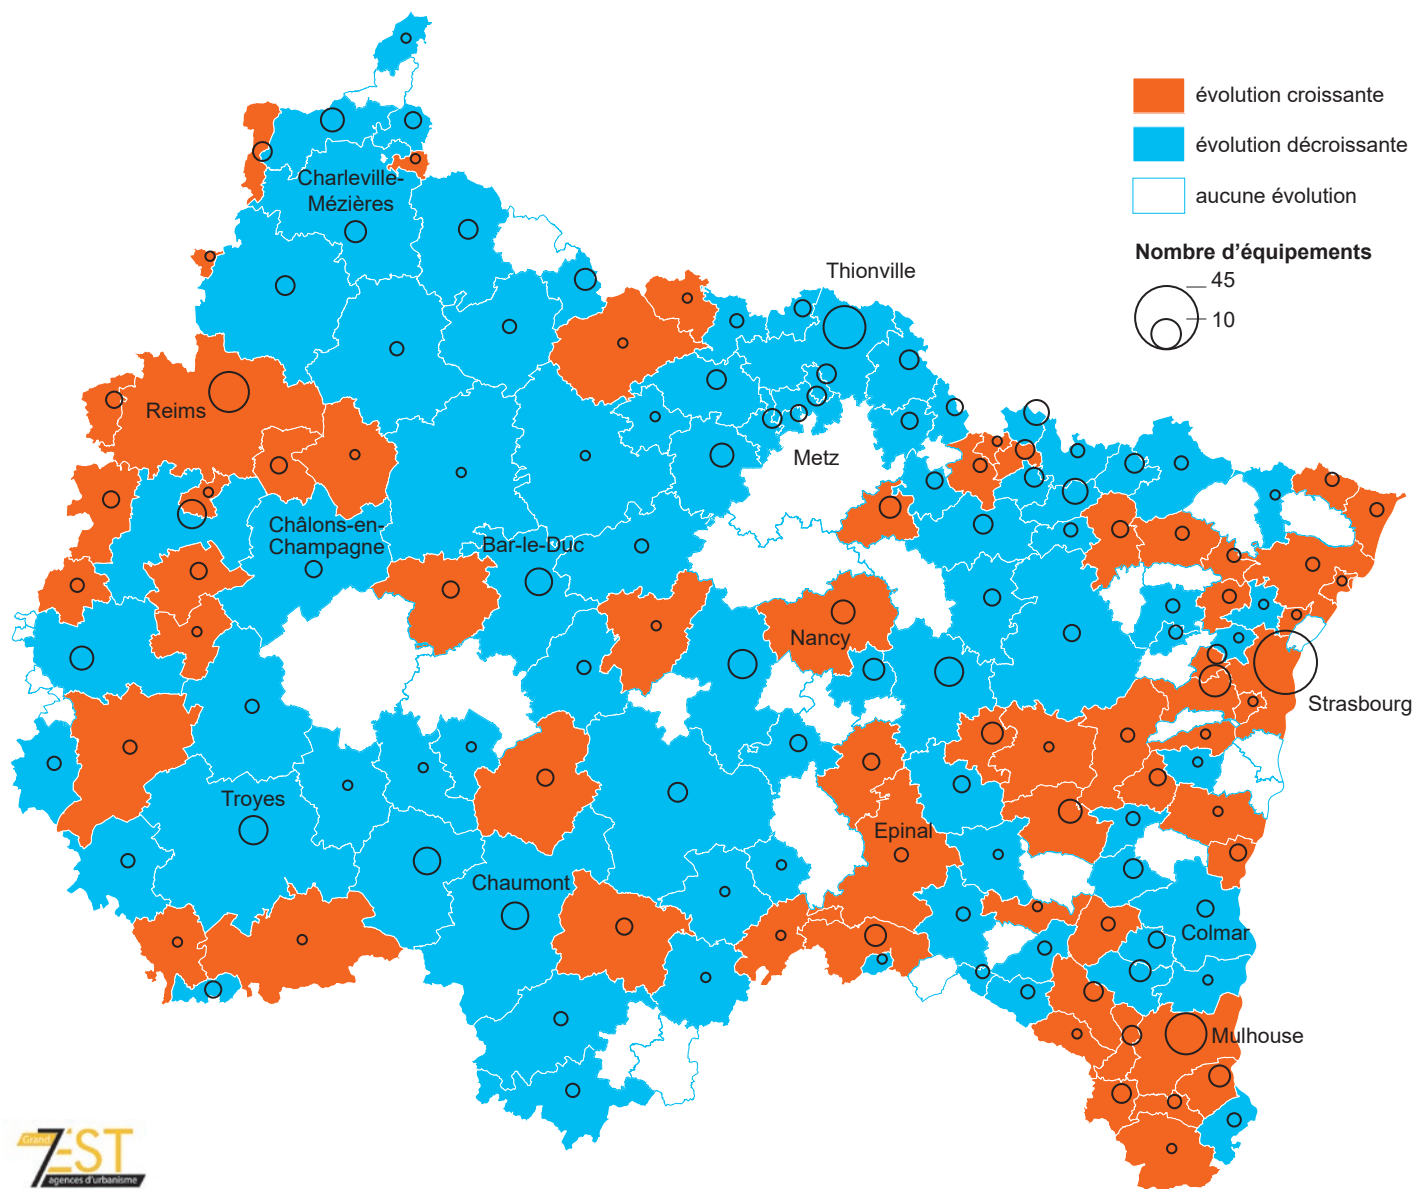 évolution croissante
évolution décroissante
aucune évolution
Nombre d'équipements
45
10
Thionville
Charleville-
Mézières
Reims
Metz
Châlons-en-
Champagne
Bar-le-Duc
Nancy
Strasbourg
Troyes
Epinal
Chaumont
Colmar
Mulhouse
Grand
7EST
agences d'urbanisme